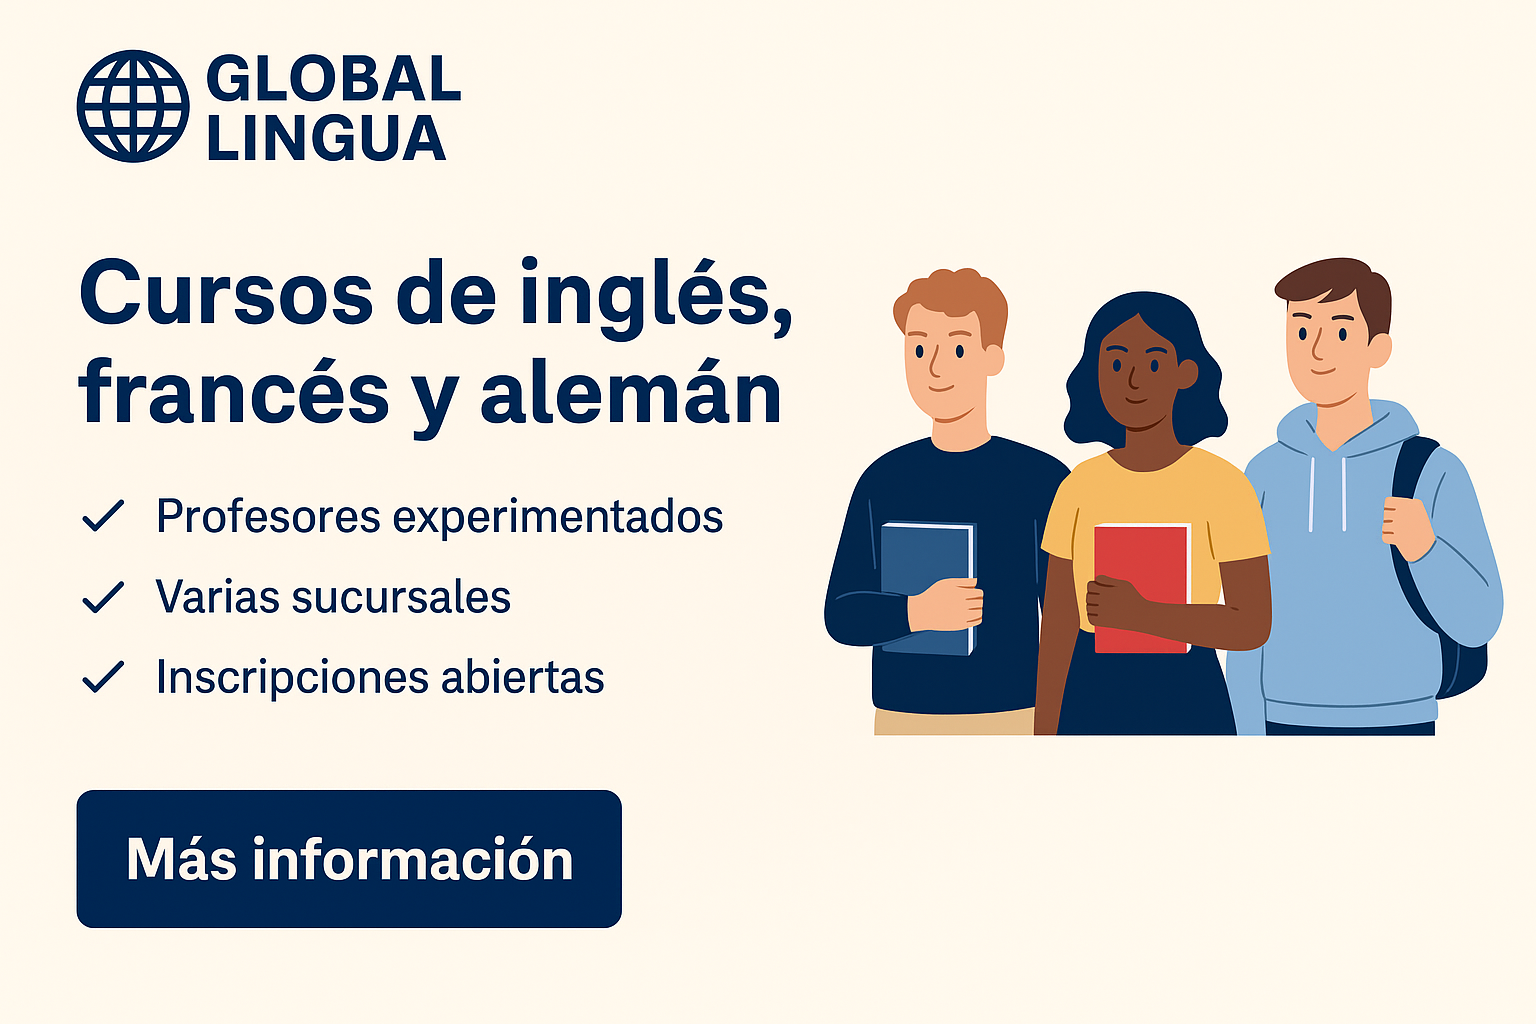 GLOBAL
LINGUA
Cursos de inglés,
francés y alemán
Profesores experimentados
Varias sucursales
Inscripciones abiertas
Más información